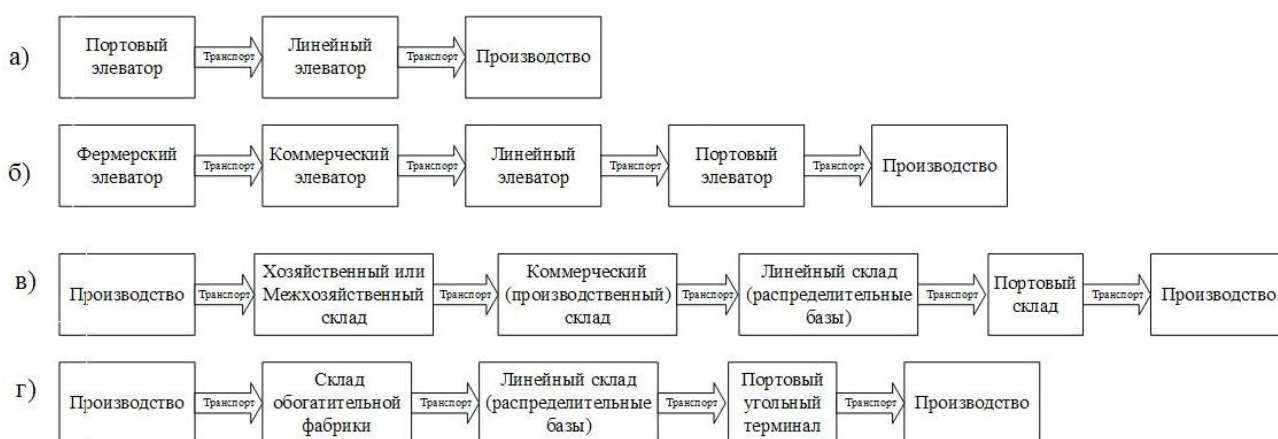 а)
Портовый
элеватор
Транспорт
Линейный
элеватор
Транспорт
Производство
б)
Фермерский
элеватор
Транспорт
Коммерческий
элеватор
Транспорт
Линейный
элеватор
Транспорт
Портовый
элеватор
Транспорт
Производство
в)
Производство
Транспорт
Хозяйственный или
Межхозяйственный
склад
Транспорт
Коммерческий
(производственный)
склад
Транспорт
Линейный склад
(распределительные
базы)
Транспорт
Портовый
склад
Транспорт
Производство
г)
Производство
Транспорт
Склад
обогатительной
фабрики
Транспорт
Линейный склад
(распределительные
базы)
Транспорт
Портовый
угольный
терминал
Транспорт
Производство